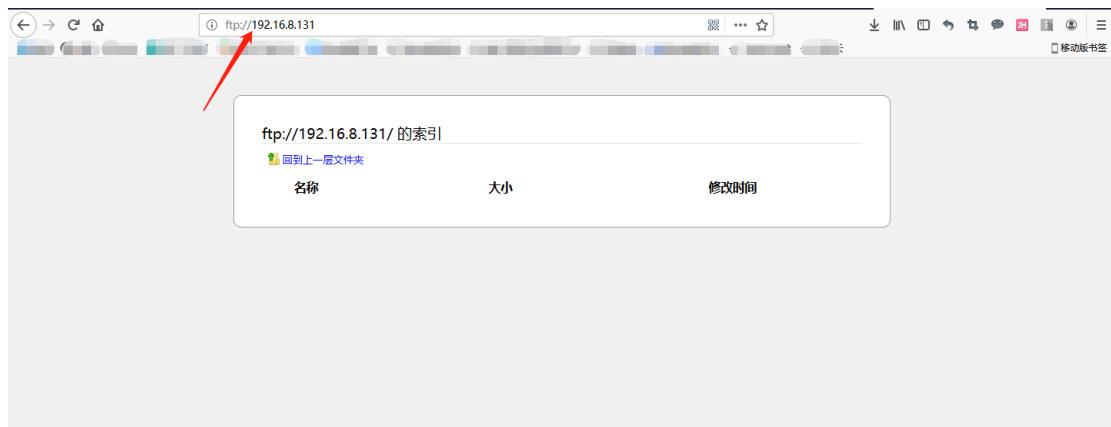 ftp://192.16.8.131
移动版书签
ftp://192.16.8.131/ 的索引
回到上一层文件夹
名称 大小 修改时间